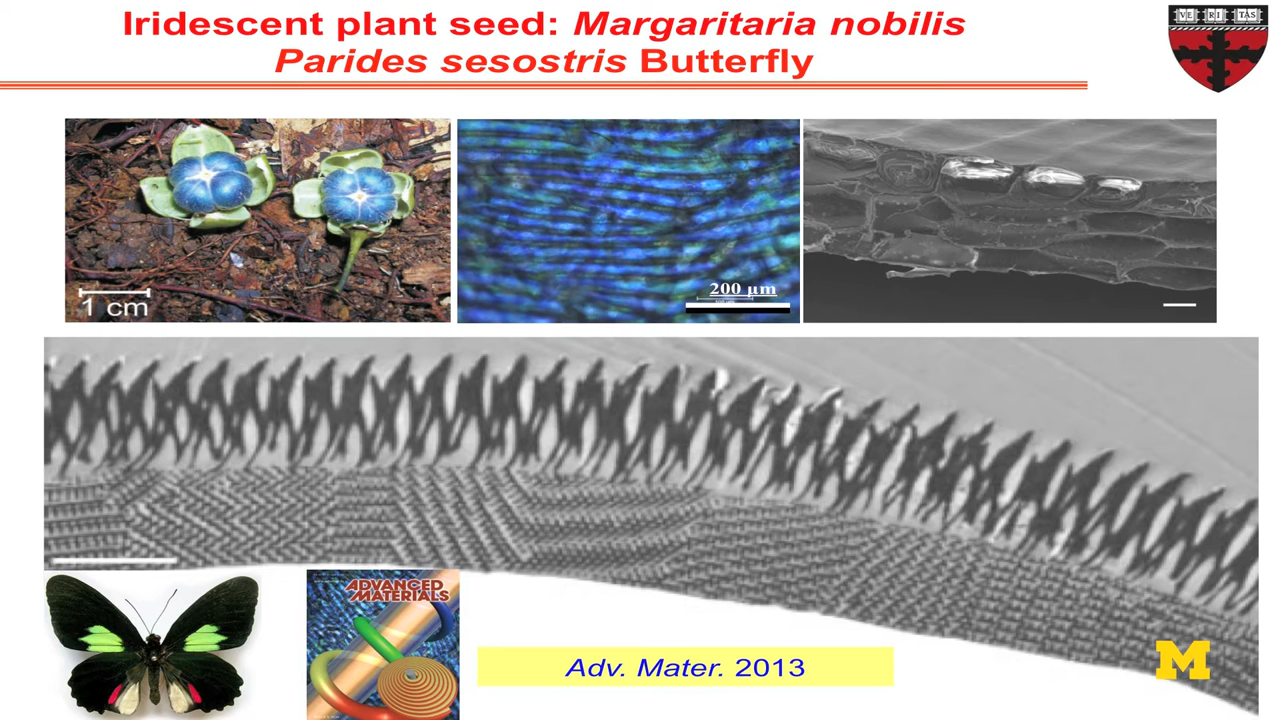 Iridescent plant seed: Margaritaria nobilis
Parides sesostris Butterfly
VE RI TAS
1 cm
200 μm
ADVANCED
MATERIALS
Adv. Mater. 2013
M